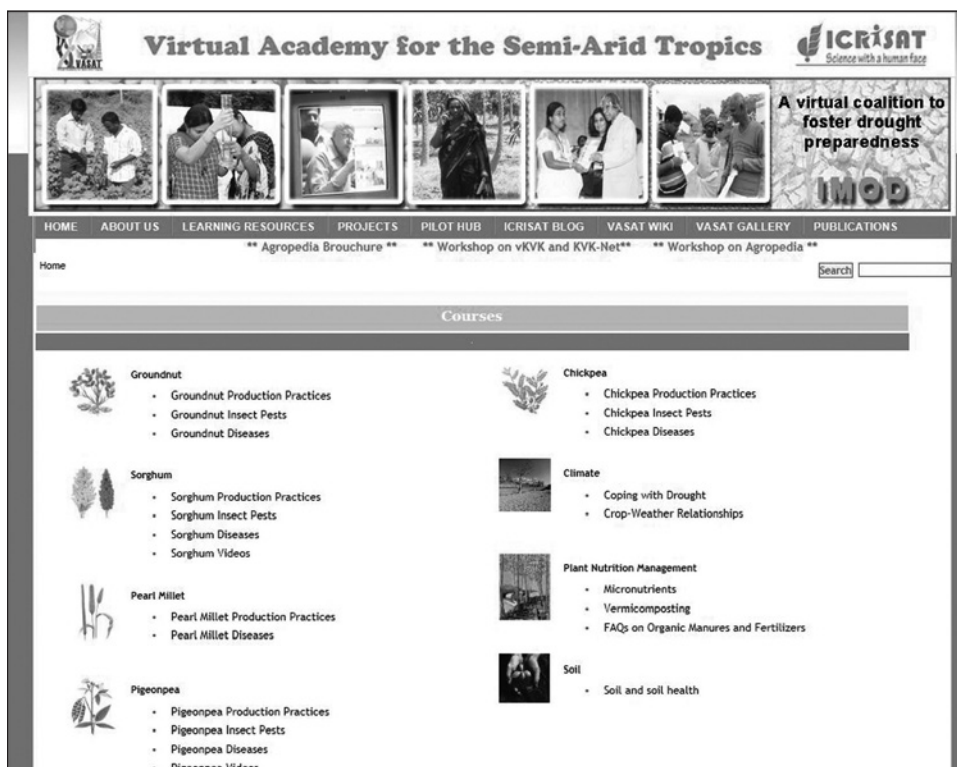 VASAT
Virtual Academy for the Semi-Arid Tropics
ICRISAT
Science with a human face
A virtual coalition to
foster drought
preparedness
IMOD
HOME ABOUT US LEARNING RESOURCES PROJECTS PILOT HUB ICRISAT BLOG VASAT WIKI VASAT GALLERY PUBLICATIONS
** Agropedia Brouchure ** ** Workshop on vKVK and KVK-Net** ** Workshop on Agropedia **
Home
Search
Courses
Groundnut
• Groundnut Production Practices
• Groundnut Insect Pests
• Groundnut Diseases
Sorghum
• Sorghum Production Practices
• Sorghum Insect Pests
• Sorghum Diseases
• Sorghum Videos
Pearl Millet
• Pearl Millet Production Practices
• Pearl Millet Diseases
Pigeonpea
• Pigeonpea Production Practices
• Pigeonpea Insect Pests
• Pigeonpea Diseases
• Pigeonpea Videos
Chickpea
• Chickpea Production Practices
• Chickpea Insect Pests
• Chickpea Diseases
Climate
• Coping with Drought
• Crop-Weather Relationships
Plant Nutrition Management
• Micronutrients
• Vermicomposting
• FAQs on Organic Manures and Fertilizers
Soil
• Soil and soil health